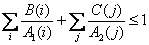 ∑_i B(i)/A_1(i) + ∑_j C(j)/A_2(j) ≤ 1